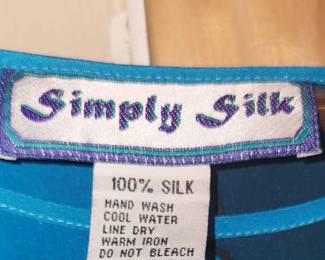 Simply Silk
100% SILK
HAND WASH
COOL WATER
LINE DRY
WARM IRON
DO NOT BLEACH